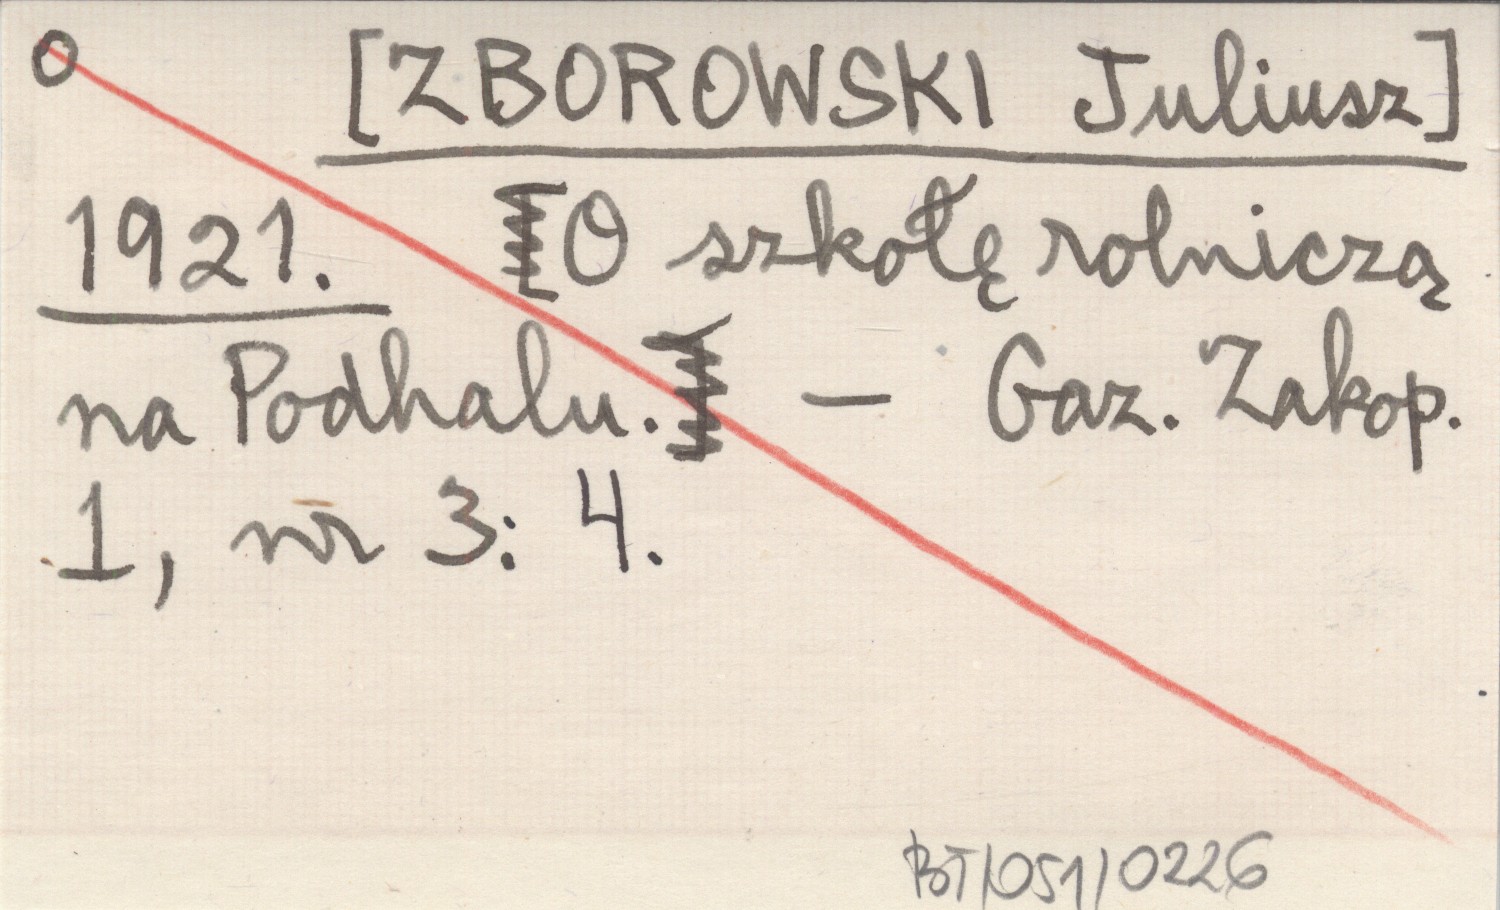 o [ZBOROWSKI Juliusz]
1921. O szkołę rolniczą
na Podhalu. — Gaz. Zakop.
1, nr 3: 4.
BT/051/0226